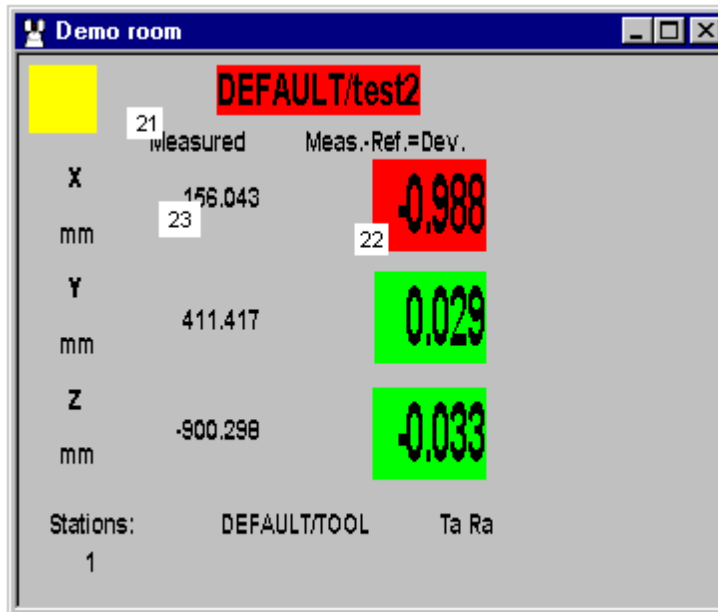 Demo room
DEFAULT/test2
21
Measured Meas.-Ref.=Dev.
X 156.043 -0.988
23
22
mm
Y 411.417 0.029
mm
Z -900.298 -0.033
mm
Stations: DEFAULT/TOOL Ta Ra
1